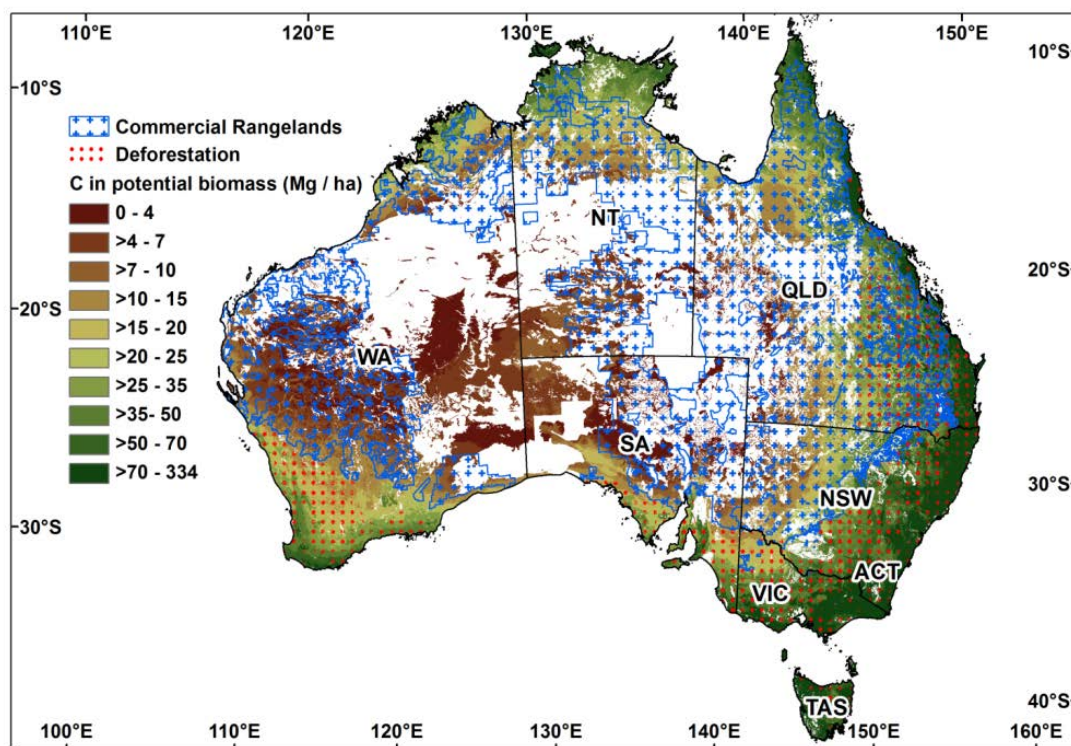 110°E 120°E 130°E 140°E 150°E
10°S 10°S
Commercial Rangelands
Deforestation
C in potential biomass (Mg / ha)
0 - 4
>4 - 7
>7 - 10
>10 - 15
>15 - 20
>20 - 25
>25 - 35
>35- 50
>50 - 70
>70 - 334
NT
QLD
20°S 20°S
WA
SA
NSW
30°S 30°S
ACT
VIC
TAS
40°S 40°S
100°E 110°E 120°E 130°E 140°E 150°E 160°E